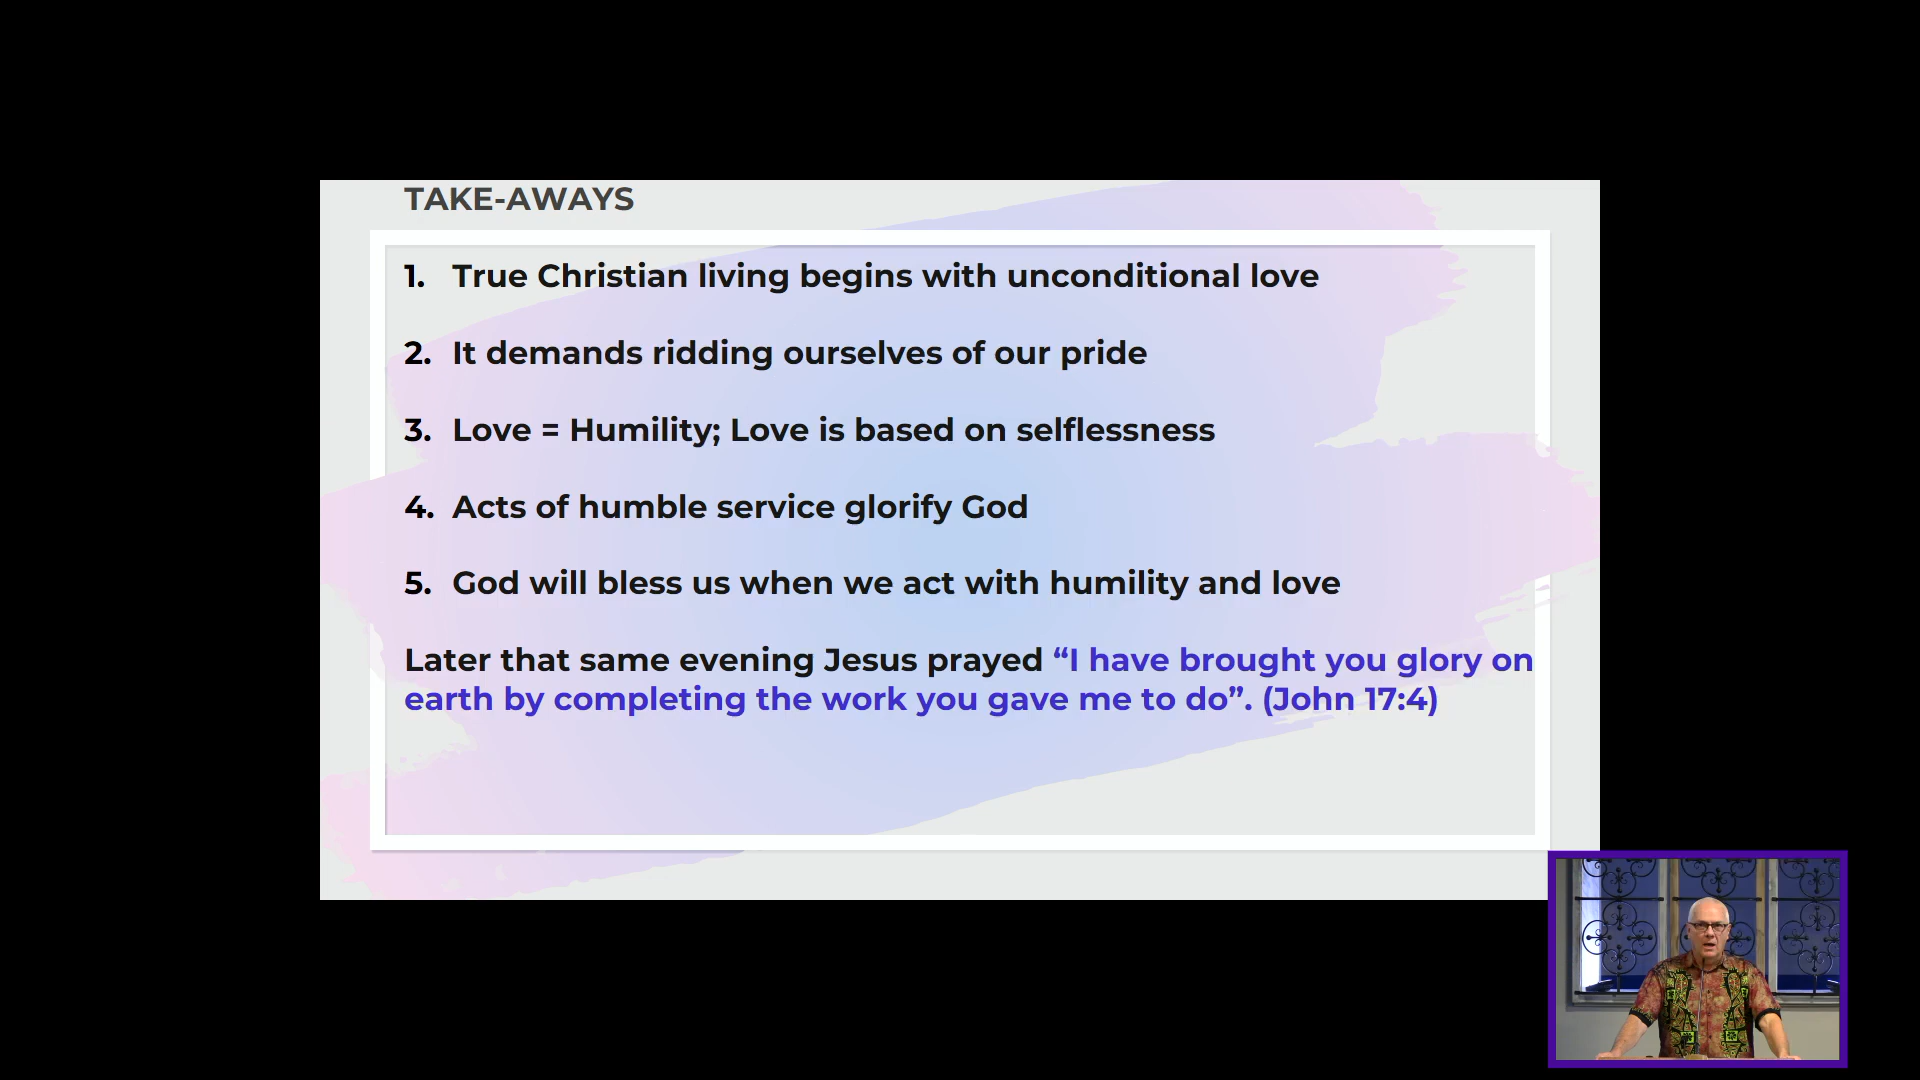 TAKE-AWAYS
1. True Christian living begins with unconditional love
2. It demands ridding ourselves of our pride
3. Love = Humility; Love is based on selflessness
4. Acts of humble service glorify God
5. God will bless us when we act with humility and love
Later that same evening Jesus prayed “I have brought you glory on
earth by completing the work you gave me to do”. (John 17:4)